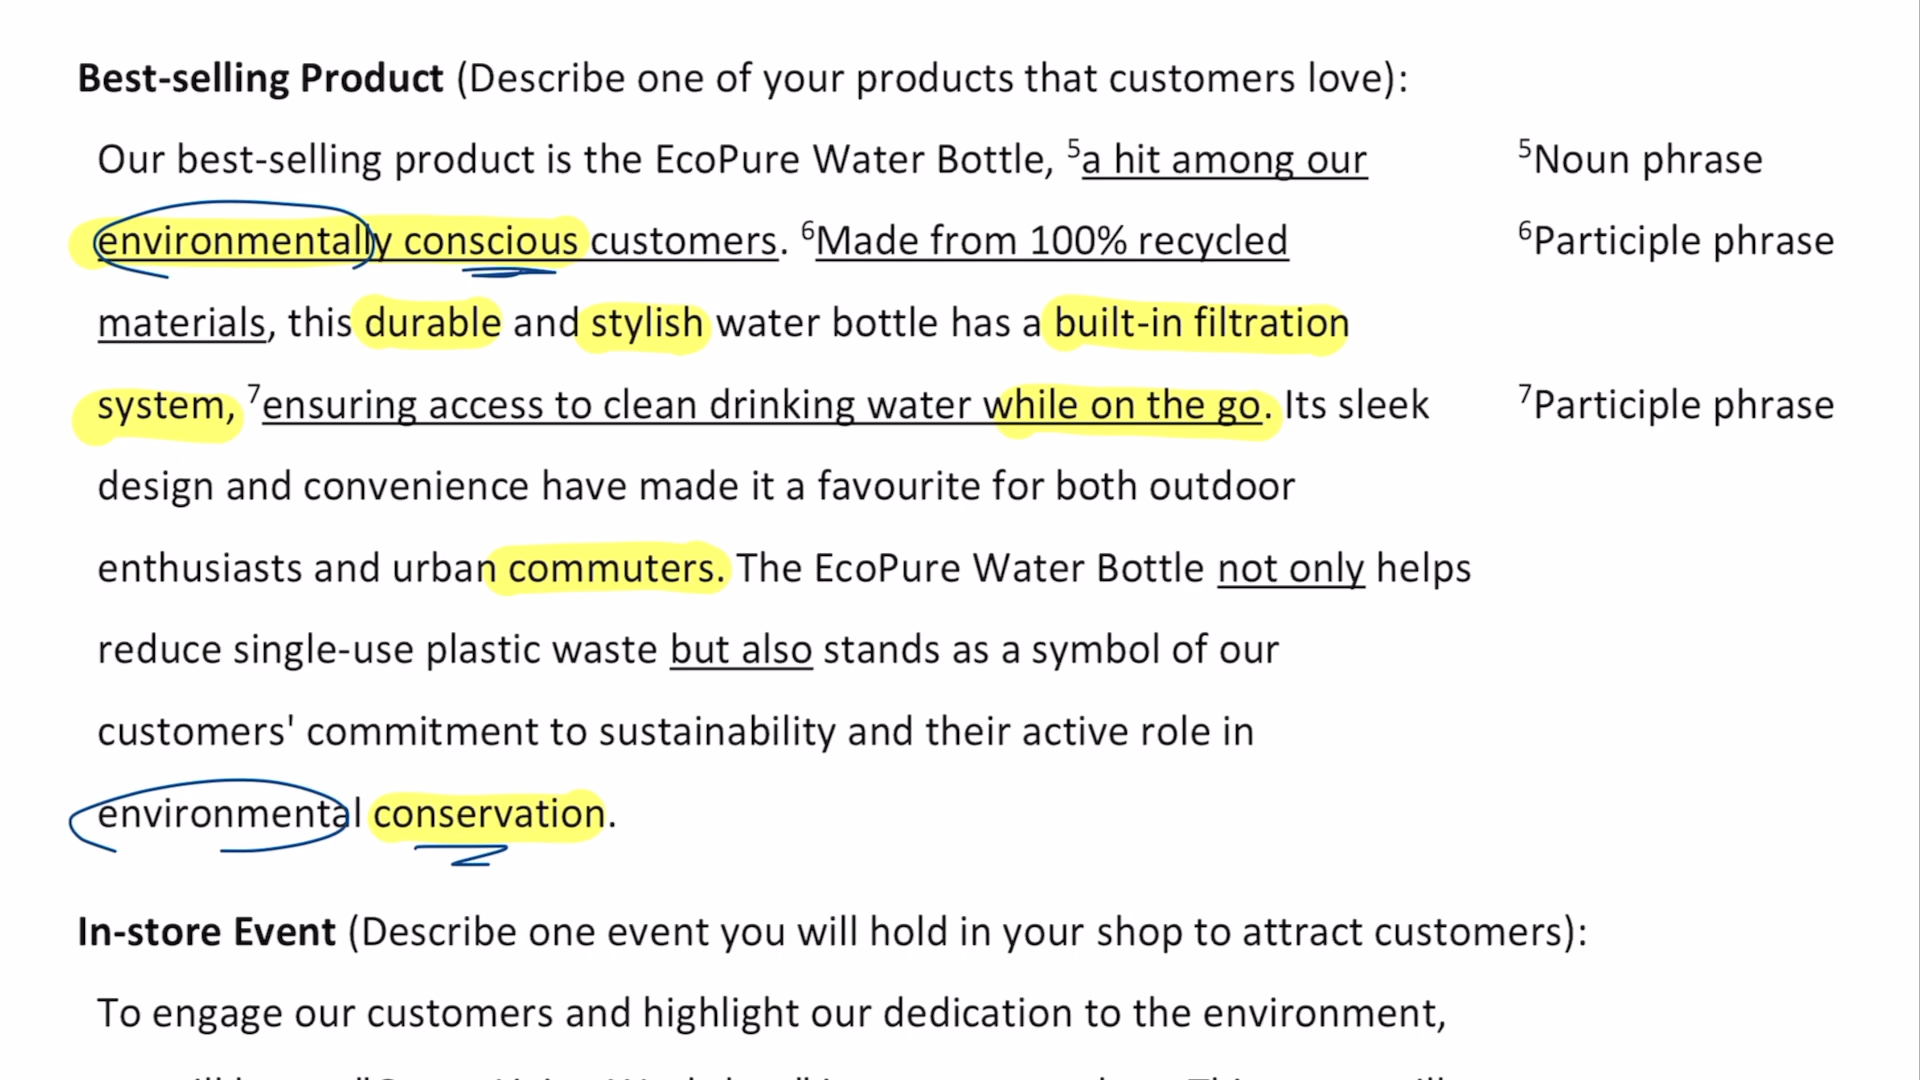 Best-selling Product (Describe one of your products that customers love):
Our best-selling product is the EcoPure Water Bottle, ⁵a hit among our ⁵Noun phrase
environmentally conscious customers. ⁶Made from 100% recycled ⁶Participle phrase
materials, this durable and stylish water bottle has a built-in filtration
system, ⁷ensuring access to clean drinking water while on the go. Its sleek ⁷Participle phrase
design and convenience have made it a favourite for both outdoor
enthusiasts and urban commuters. The EcoPure Water Bottle not only helps
reduce single-use plastic waste but also stands as a symbol of our
customers' commitment to sustainability and their active role in
environmental conservation.
In-store Event (Describe one event you will hold in your shop to attract customers):
To engage our customers and highlight our dedication to the environment,